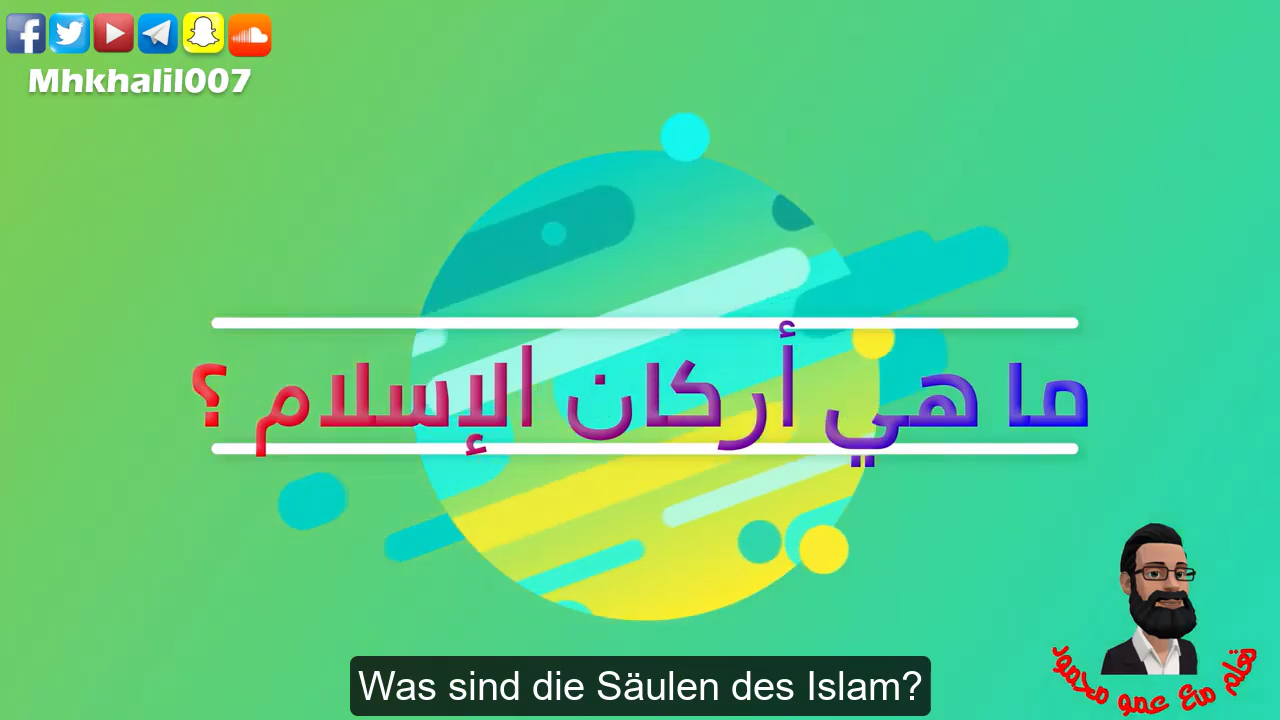 Mhkhalil007
ما هي أركان الإسلام ؟
تعلم مع عمو محمود
Was sind die Säulen des Islam?